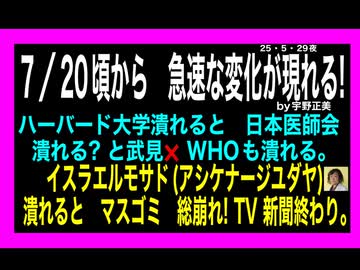 25・5・29夜
7/20頃から 急速な変化が現れる!
by宇野正美
ハーバード大学潰れると 日本医師会
潰れる?と武見❌ WHOも潰れる。
イスラエルモサド(アシケナージユダヤ)
潰れると マスゴミ 総崩れ! TV 新聞終わり。